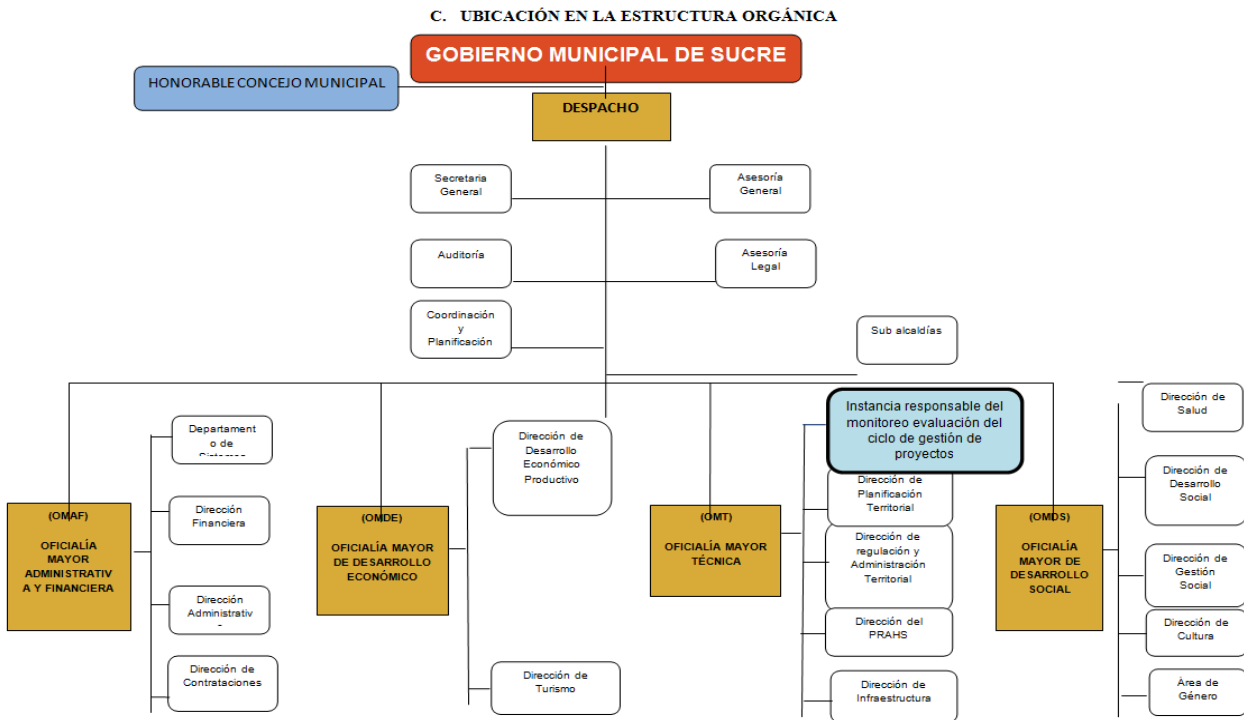 C. UBICACIÓN EN LA ESTRUCTURA ORGÁNICA
GOBIERNO MUNICIPAL DE SUCRE
HONORABLE CONCEJO MUNICIPAL
DESPACHO
Secretaria
General
Asesoría
General
Auditoría
Asesoría
Legal
Coordinación
y
Planificación
Sub alcaldías
(OMAF)
OFICIALÍA
MAYOR
ADMINISTRATIV
A Y FINANCIERA
Departament
o de
Dirección
Financiera
Dirección
Administrativ
Dirección de
Contrataciones
(OMDE)
OFICIALÍA MAYOR
DE DESARROLLO
ECONÓMICO
Dirección de
Desarrollo
Económico
Productivo
Dirección de
Turismo
(OMT)
OFICIALÍA MAYOR
TÉCNICA
Instancia responsable del
monitoreo evaluación del
ciclo de gestión de
proyectos
Dirección de
Planificación
Territorial
Dirección de
regulación y
Administración
Territorial
Dirección del
PRAHS
Dirección de
Infraestructura
(OMDS)
OFICIALÍA
MAYOR DE
DESARROLLO
SOCIAL
Dirección de
Salud
Dirección de
Desarrollo
Social
Dirección de
Gestión
Social
Dirección de
Cultura
Área de
Género